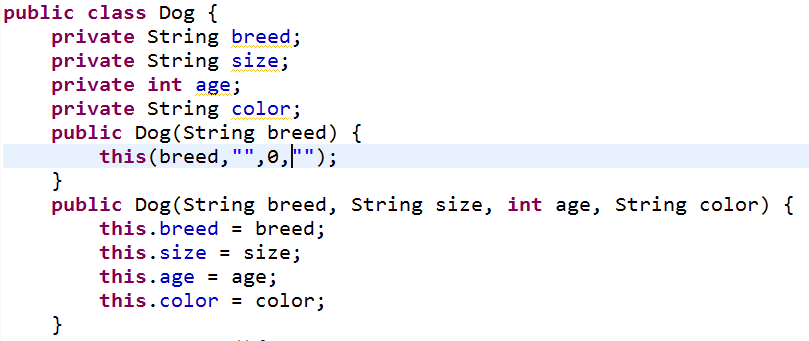 public class Dog {
    private String breed;
    private String size;
    private int age;
    private String color;
    public Dog(String breed) {
        this(breed,"",0,"");
    }
    public Dog(String breed, String size, int age, String color) {
        this.breed = breed;
        this.size = size;
        this.age = age;
        this.color = color;
    }